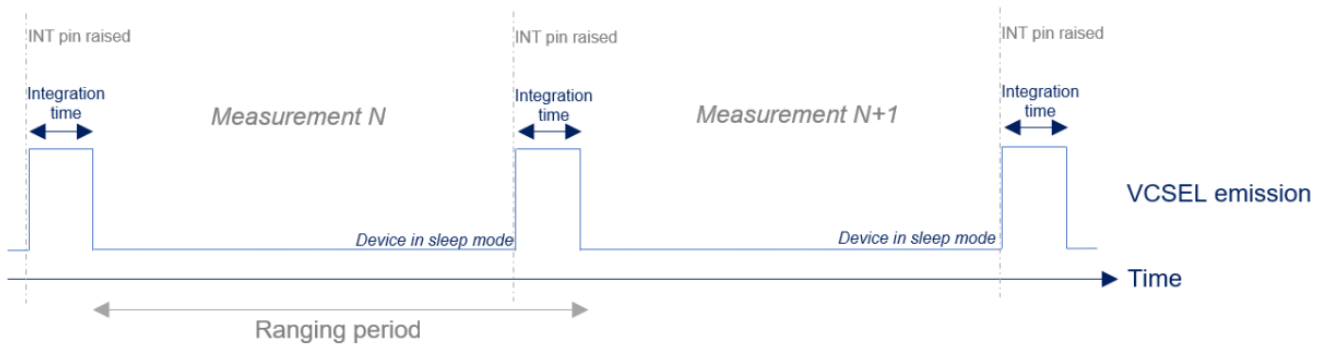 INT pin raised
INT pin raised
INT pin raised
Integration
time
Measurement N
Integration
time
Measurement N+1
Integration
time
VCSEL emission
Device in sleep mode
Device in sleep mode
Time
Ranging period